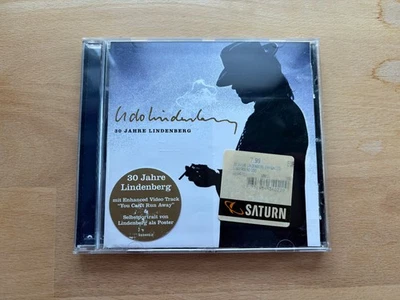 Udo Lindenberg
30 JAHRE LINDENBERG
30 Jahre
Lindenberg
mit Enhanced Video Track
"You Can't Run Away"
Selbstportrait von
Lindenberg als Poster
SATURN